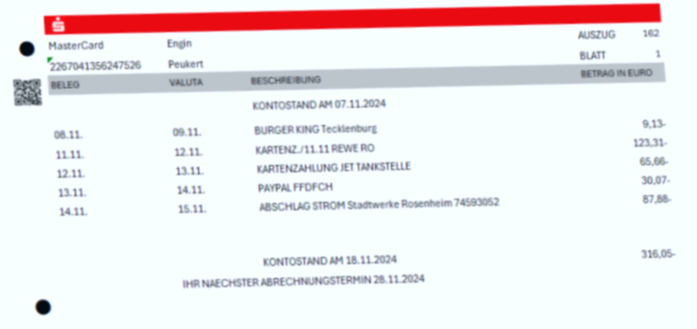 AUSZUG 162
MasterCard Engin
BLATT 1
2267041356247526 Peukert
BELEG VALUTA BESCHREIBUNG BETRAG IN EURO
KONTOSTAND AM 07.11.2024
08.11. 09.11. BURGER KING Tecklenburg 9,13-
11.11. 12.11. KARTENZ./11.11 REWE RO 123,31-
12.11. 13.11. KARTENZAHLUNG JET TANKSTELLE 65,66-
13.11. 14.11. PAYPAL FFDFCH 30,07-
14.11. 15.11. ABSCHLAG STROM Stadtwerke Rosenheim 74593052 87,88-
KONTOSTAND AM 18.11.2024 316,05-
IHR NAECHSTER ABRECHNUNGSTERMIN 28.11.2024